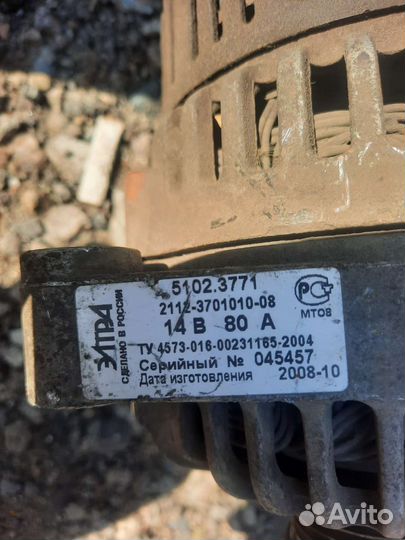 ЭЛТРА
СДЕЛАНО В РОССИИ
5102.3771
2112-3701010-08
14 В 80 А
ТУ 4573-016-00231165-2004
Серийный № 045457
Дата изготовления 2008-10
РСТ
МТ08
Avito